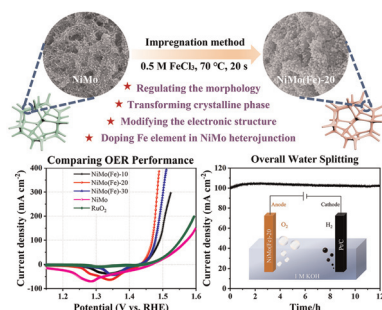 Impregnation method
NiMo
0.5 M FeCl₃, 70 ℃, 20 s
NiMo(Fe)-20
★ Regulating the morphology
★ Transforming crystalline phase
★ Modifying the electronic structure
★ Doping Fe element in NiMo heterojunction
Comparing OER Performance
Current density (mA cm⁻²)
400
300
200
100
0
-100
NiMo(Fe)-10
NiMo(Fe)-20
NiMo(Fe)-30
NiMo
RuO₂
1.2 1.3 1.4 1.5 1.6
Potential (V vs. RHE)
Overall Water Splitting
Current density (mA cm⁻²)
120
100
80
60
40
20
0
Anode
Cathode
O₂
H₂
NiMo(Fe)-20
Pt/C
1 M KOH
0 2 4 6 8 10 12
Time/h